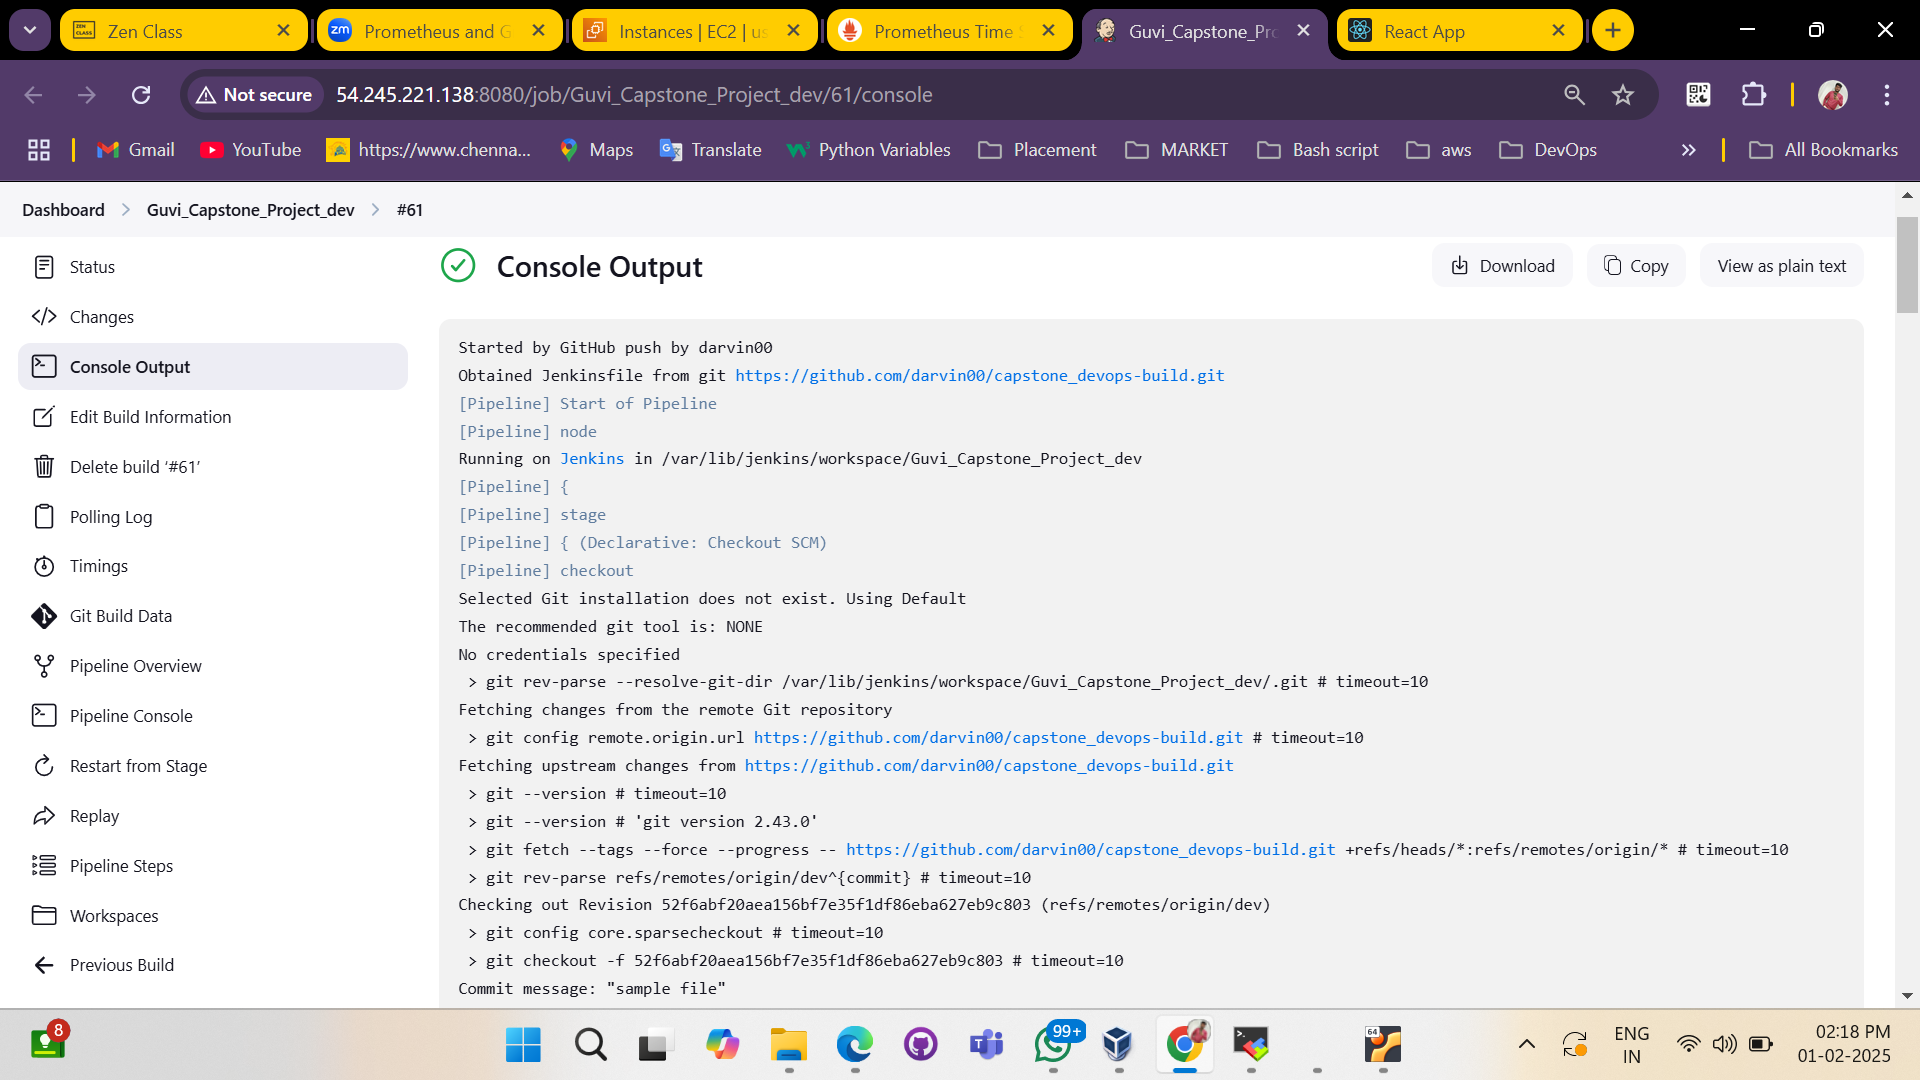 Zen Class
Prometheus and G
Instances | EC2 | us
Prometheus Time S
Guvi_Capstone_Pro
React App
Not secure
54.245.221.138:8080/job/Guvi_Capstone_Project_dev/61/console
Gmail
YouTube
https://www.chenna...
Maps
Translate
Python Variables
Placement
MARKET
Bash script
aws
DevOps
All Bookmarks
Dashboard
Guvi_Capstone_Project_dev
#61
Status
Changes
Console Output
Edit Build Information
Delete build ‘#61’
Polling Log
Timings
Git Build Data
Pipeline Overview
Pipeline Console
Restart from Stage
Replay
Pipeline Steps
Workspaces
Previous Build
Console Output
Download
Copy
View as plain text
Started by GitHub push by darvin00
Obtained Jenkinsfile from git https://github.com/darvin00/capstone_devops-build.git
[Pipeline] Start of Pipeline
[Pipeline] node
Running on Jenkins in /var/lib/jenkins/workspace/Guvi_Capstone_Project_dev
[Pipeline] {
[Pipeline] stage
[Pipeline] { (Declarative: Checkout SCM)
[Pipeline] checkout
Selected Git installation does not exist. Using Default
The recommended git tool is: NONE
No credentials specified
> git rev-parse --resolve-git-dir /var/lib/jenkins/workspace/Guvi_Capstone_Project_dev/.git # timeout=10
Fetching changes from the remote Git repository
> git config remote.origin.url https://github.com/darvin00/capstone_devops-build.git # timeout=10
Fetching upstream changes from https://github.com/darvin00/capstone_devops-build.git
> git --version # timeout=10
> git --version # 'git version 2.43.0'
> git fetch --tags --force --progress -- https://github.com/darvin00/capstone_devops-build.git +refs/heads/*:refs/remotes/origin/* # timeout=10
> git rev-parse refs/remotes/origin/dev^{commit} # timeout=10
Checking out Revision 52f6abf20aea156bf7e35f1df86eba627eb9c803 (refs/remotes/origin/dev)
> git config core.sparsecheckout # timeout=10
> git checkout -f 52f6abf20aea156bf7e35f1df86eba627eb9c803 # timeout=10
Commit message: "sample file"
8
99+
64
ENG
IN
02:18 PM
01-02-2025